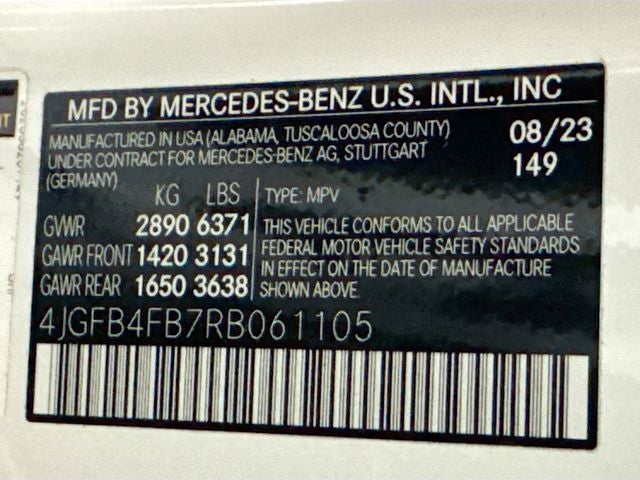 MFD BY MERCEDES-BENZ U.S. INTL., INC
MANUFACTURED IN USA (ALABAMA, TUSCALOOSA COUNTY)
UNDER CONTRACT FOR MERCEDES-BENZ AG, STUTTGART
(GERMANY)
08/23
149
KG LBS
GVWR 2890 6371
GAWR FRONT 1420 3131
GAWR REAR 1650 3638
TYPE: MPV
THIS VEHICLE CONFORMS TO ALL APPLICABLE
FEDERAL MOTOR VEHICLE SAFETY STANDARDS
IN EFFECT ON THE DATE OF MANUFACTURE
SHOWN ABOVE.
4JGFB4FB7RB061105